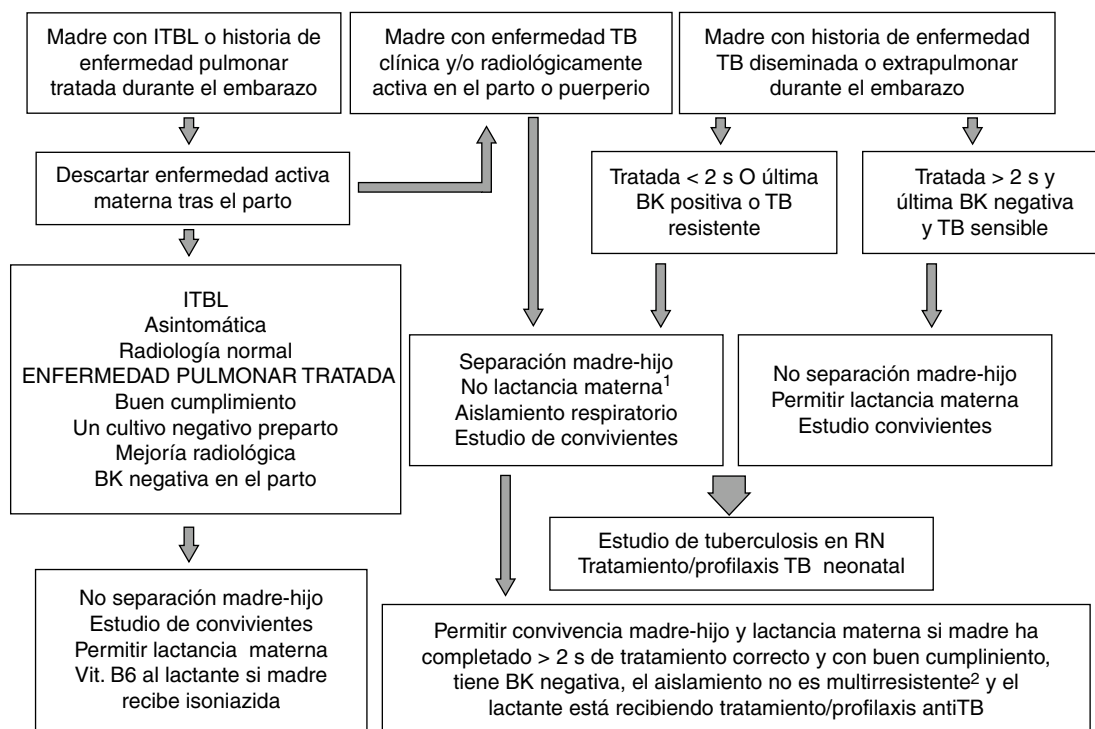 Madre con ITBL o historia de
enfermedad pulmonar
tratada durante el embarazo
Madre con enfermedad TB
clínica y/o radiológicamente
activa en el parto o puerperio
Madre con historia de enfermedad
TB diseminada o extrapulmonar
durante el embarazo
Descartar enfermedad activa
materna tras el parto
Tratada < 2 s O última
BK positiva o TB
resistente
Tratada > 2 s y
última BK negativa
y TB sensible
ITBL
Asintomática
Radiología normal
ENFERMEDAD PULMONAR TRATADA
Buen cumplimiento
Un cultivo negativo preparto
Mejoría radiológica
BK negativa en el parto
Separación madre-hijo
No lactancia materna¹
Aislamiento respiratorio
Estudio de convivientes
No separación madre-hijo
Permitir lactancia materna
Estudio convivientes
Estudio de tuberculosis en RN
Tratamiento/profilaxis TB neonatal
No separación madre-hijo
Estudio de convivientes
Permitir lactancia materna
Vit. B6 al lactante si madre
recibe isoniazida
Permitir convivencia madre-hijo y lactancia materna si madre ha
completado > 2 s de tratamiento correcto y con buen cumpliniento,
tiene BK negativa, el aislamiento no es multirresistente² y el
lactante está recibiendo tratamiento/profilaxis antiTB